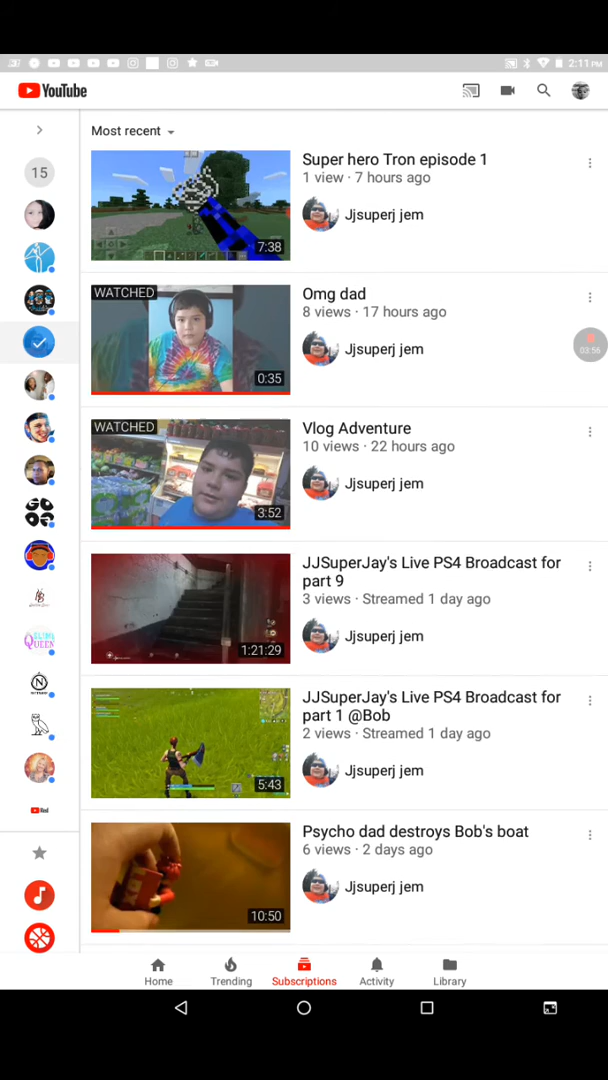 2:11 PM
YouTube
Most recent
15
Super hero Tron episode 1
1 view · 7 hours ago
Jjsuperj jem
7:38
WATCHED
Omg dad
8 views · 17 hours ago
Jjsuperj jem
0:35
03:56
WATCHED
Vlog Adventure
10 views · 22 hours ago
Jjsuperj jem
3:52
JJSuperJay's Live PS4 Broadcast for
part 9
3 views · Streamed 1 day ago
Jjsuperj jem
1:21:29
JJSuperJay's Live PS4 Broadcast for
part 1 @Bob
2 views · Streamed 1 day ago
Jjsuperj jem
5:43
SLIME
QUEEN
Psycho dad destroys Bob's boat
6 views · 2 days ago
Jjsuperj jem
10:50
Home
Trending
Subscriptions
Activity
Library